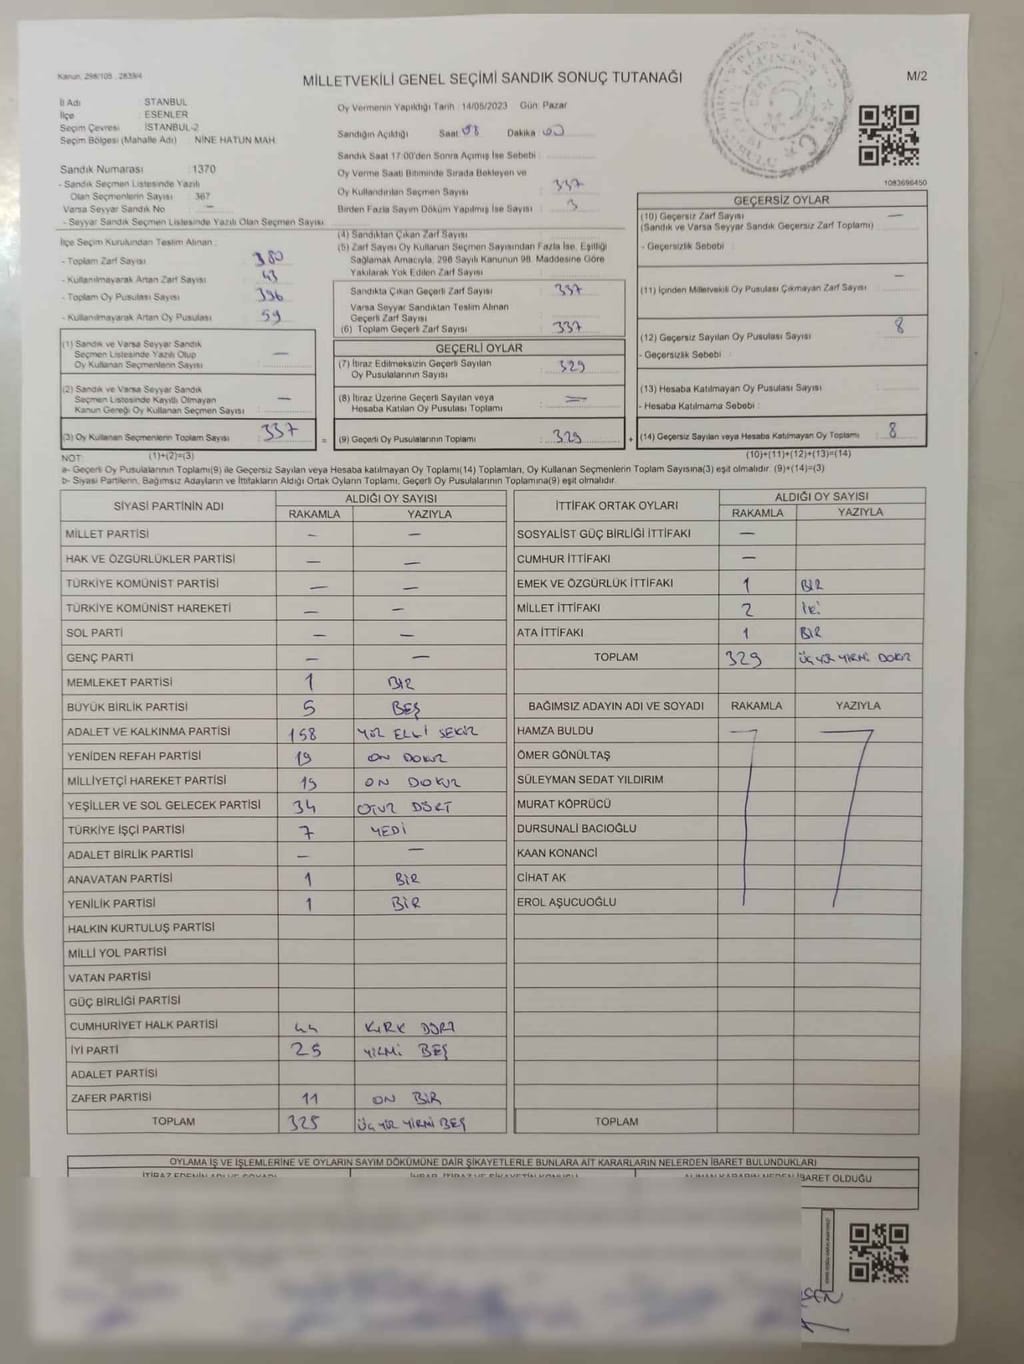 Kanun, 298/105 , 2839/4
MİLLETVEKİLİ GENEL SEÇİMİ SANDIK SONUÇ TUTANAĞI
M/2
İl Adı : STANBUL
İlçe : ESENLER
Seçim Çevresi : İSTANBUL-2
Seçim Bölgesi (Mahalle Adı) NİNE HATUN MAH.
Sandık Numarası : 1370
- Sandık Seçmen Listesinde Yazılı
Olan Seçmenlerin Sayısı : 367
Varsa Seyyar Sandık No : —
- Seyyar Sandık Seçmen Listesinde Yazılı Olan Seçmen Sayısı :
Oy Vermenin Yapıldığı Tarih : 14/05/2023 Gün: Pazar
Sandığın Açıldığı Saat 08 Dakika 00
Sandık Saat 17:00'den Sonra Açımış İse Sebebi :
Oy Verme Saati Bitiminde Sırada Bekleyen ve
Oy Kullandırılan Seçmen Sayısı : 337
Birden Fazla Sayım Döküm Yapılmış İse Sayısı : 3
1083696450
İlçe Seçim Kurulundan Teslim Alınan :
- Toplam Zarf Sayısı : 380
- Kullanılmayarak Artan Zarf Sayısı : 43
- Toplam Oy Pusulası Sayısı : 396
- Kullanılmayarak Artan Oy Pusulası : 59
(1) Sandık ve Varsa Seyyar Sandık
Seçmen Listesinde Yazılı Olup
Oy Kullanan Seçmenlerin Sayısı : —
(2) Sandık ve Varsa Seyyar Sandık
Seçmen Listesinde Kayıtlı Olmayan
Kanun Gereği Oy Kullanan Seçmen Sayısı : —
(3) Oy Kullanan Seçmenlerin Toplam Sayısı : 337
(1)+(2)=(3)
(4) Sandıktan Çıkan Zarf Sayısı :
(5) Zarf Sayısı Oy Kullanan Seçmen Sayısından Fazla İse, Eşitliği
Sağlamak Amacıyla, 298 Sayılı Kanunun 98. Maddesine Göre
Yakılarak Yok Edilen Zarf Sayısı :
Sandıkta Çıkan Geçerli Zarf Sayısı : 337
Varsa Seyyar Sandıktan Teslim Alınan
Geçerli Zarf Sayısı :
(6) Toplam Geçerli Zarf Sayısı : 337
GEÇERLİ OYLAR
(7) İtiraz Edilmeksizin Geçerli Sayılan
Oy Pusulalarının Sayısı : 329
(8) İtiraz Üzerine Geçerli Sayılan veya
Hesaba Katılan Oy Pusulası Toplamı : =
= (9) Geçerli Oy Pusulalarının Toplamı : 329 +
GEÇERSİZ OYLAR
(10) Geçersiz Zarf Sayısı : —
(Sandık ve Varsa Seyyar Sandık Geçersiz Zarf Toplamı)
- Geçersizlik Sebebi :
(11) İçinden Milletvekili Oy Pusulası Çıkmayan Zarf Sayısı : —
(12) Geçersiz Sayılan Oy Pusulası Sayısı : 8
- Geçersizlik Sebebi :
(13) Hesaba Katılmayan Oy Pusulası Sayısı :
- Hesaba Katılmama Sebebi :
(14) Geçersiz Sayılan veya Hesaba Katılmayan Oy Toplamı : 8
(10)+(11)+(12)+(13)=(14)
NOT:
a- Geçerli Oy Pusulalarının Toplamı(9) ile Geçersiz Sayılan veya Hesaba katılmayan Oy Toplamı(14) Toplamları, Oy Kullanan Seçmenlerin Toplam Sayısına(3) eşit olmalıdır. (9)+(14)=(3)
b- Siyasi Partilerin, Bağımsız Adayların ve İttifakların Aldığı Ortak Oyların Toplamı, Geçerli Oy Pusulalarının Toplamına(9) eşit olmalıdır.
SİYASİ PARTİNİN ADI ALDIĞI OY SAYISI
RAKAMLA YAZIYLA
MİLLET PARTİSİ — —
HAK VE ÖZGÜRLÜKLER PARTİSİ — —
TÜRKİYE KOMÜNİST PARTİSİ — —
TÜRKİYE KOMÜNİST HAREKETİ — —
SOL PARTİ — —
GENÇ PARTİ — —
MEMLEKET PARTİSİ 1 BİR
BÜYÜK BİRLİK PARTİSİ 5 BEŞ
ADALET VE KALKINMA PARTİSİ 158 YÜZ ELLİ SEKİZ
YENİDEN REFAH PARTİSİ 19 ON DOKUZ
MİLLİYETÇİ HAREKET PARTİSİ 19 ON DOKUZ
YEŞİLLER VE SOL GELECEK PARTİSİ 34 OTUZ DÖRT
TÜRKİYE İŞÇİ PARTİSİ 7 YEDİ
ADALET BİRLİK PARTİSİ — —
ANAVATAN PARTİSİ 1 BİR
YENİLİK PARTİSİ 1 BİR
HALKIN KURTULUŞ PARTİSİ
MİLLİ YOL PARTİSİ
VATAN PARTİSİ
GÜÇ BİRLİĞİ PARTİSİ
CUMHURİYET HALK PARTİSİ 44 KIRK DÖRT
İYİ PARTİ 25 YİRMİ BEŞ
ADALET PARTİSİ
ZAFER PARTİSİ 11 ON BİR
TOPLAM 325 ÜÇ YÜZ YİRMİ BEŞ
İTTİFAK ORTAK OYLARI ALDIĞI OY SAYISI
RAKAMLA YAZIYLA
SOSYALİST GÜÇ BİRLİĞİ İTTİFAKI —
CUMHUR İTTİFAKI —
EMEK VE ÖZGÜRLÜK İTTİFAKI 1 BİR
MİLLET İTTİFAKI 2 İKİ
ATA İTTİFAKI 1 BİR
TOPLAM 329 ÜÇ YÜZ YİRMİ DOKUZ
BAĞIMSIZ ADAYIN ADI VE SOYADI RAKAMLA YAZIYLA
HAMZA BULDU
ÖMER GÖNÜLTAŞ
SÜLEYMAN SEDAT YILDIRIM
MURAT KÖPRÜCÜ
DURSUNALİ BACIOĞLU
KAAN KONANCİ
CİHAT AK
EROL AŞUCUOĞLU
TOPLAM
OYLAMA İŞ VE İŞLEMLERİNE VE OYLARIN SAYIM DÖKÜMÜNE DAİR ŞİKAYETLERLE BUNLARA AİT KARARLARIN NELERDEN İBARET BULUNDUKLARI
İBARET OLDUĞU